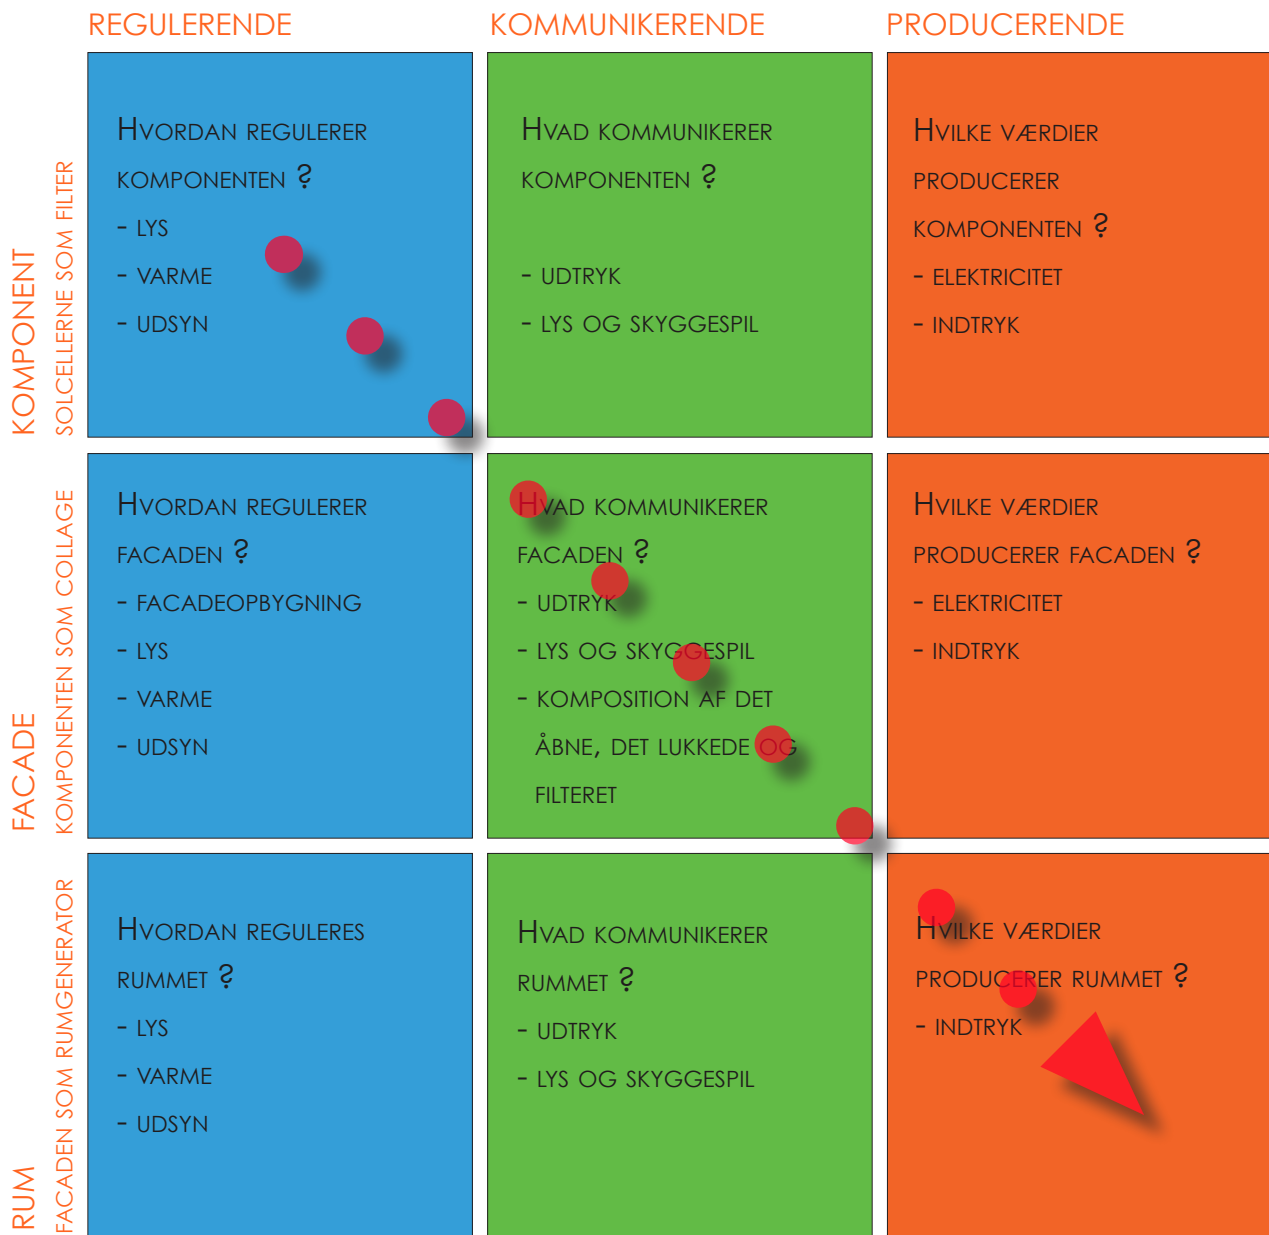 REGULERENDE KOMMUNIKERENDE PRODUCERENDE
KOMPONENT
SOLCELLERNE SOM FILTER
HVORDAN REGULERER
KOMPONENTEN ?
- LYS
- VARME
- UDSYN
HVAD KOMMUNIKERER
KOMPONENTEN ?
- UDTRYK
- LYS OG SKYGGESPIL
HVILKE VÆRDIER
PRODUCERER
KOMPONENTEN ?
- ELEKTRICITET
- INDTRYK
FACADE
KOMPONENTEN SOM COLLAGE
HVORDAN REGULERER
FACADEN ?
- FACADEOPBYGNING
- LYS
- VARME
- UDSYN
HVAD KOMMUNIKERER
FACADEN ?
- UDTRYK
- LYS OG SKYGGESPIL
- KOMPOSITION AF DET
ÅBNE, DET LUKKEDE OG
FILTERET
HVILKE VÆRDIER
PRODUCERER FACADEN ?
- ELEKTRICITET
- INDTRYK
RUM
FACADEN SOM RUMGENERATOR
HVORDAN REGULERES
RUMMET ?
- LYS
- VARME
- UDSYN
HVAD KOMMUNIKERER
RUMMET ?
- UDTRYK
- LYS OG SKYGGESPIL
HVILKE VÆRDIER
PRODUCERER RUMMET ?
- INDTRYK